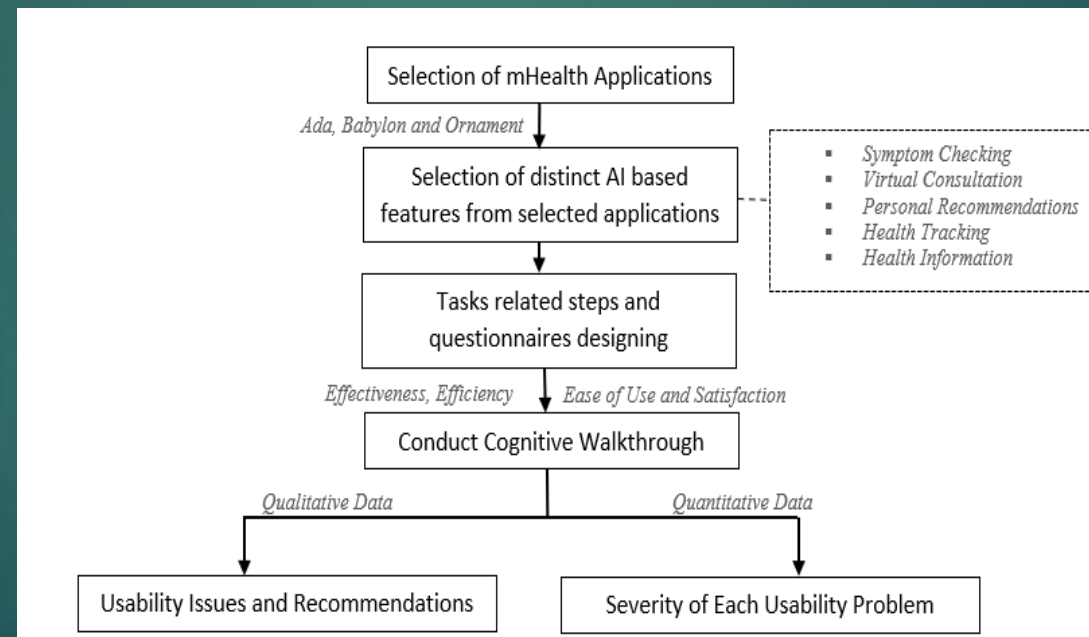 Selection of mHealth Applications
Ada, Babylon and Ornament
Selection of distinct AI based
features from selected applications
▪ Symptom Checking
▪ Virtual Consultation
▪ Personal Recommendations
▪ Health Tracking
▪ Health Information
Tasks related steps and
questionnaires designing
Effectiveness, Efficiency
Ease of Use and Satisfaction
Conduct Cognitive Walkthrough
Qualitative Data
Quantitative Data
Usability Issues and Recommendations
Severity of Each Usability Problem